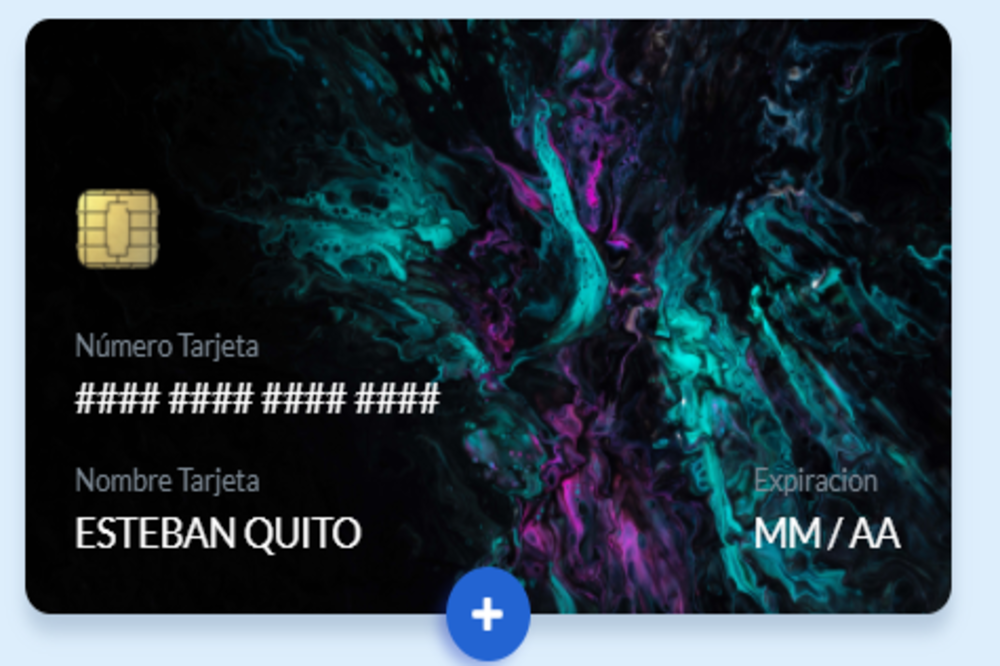 Número Tarjeta
#### #### #### ####
Nombre Tarjeta
ESTEBAN QUITO
Expiracion
MM / AA